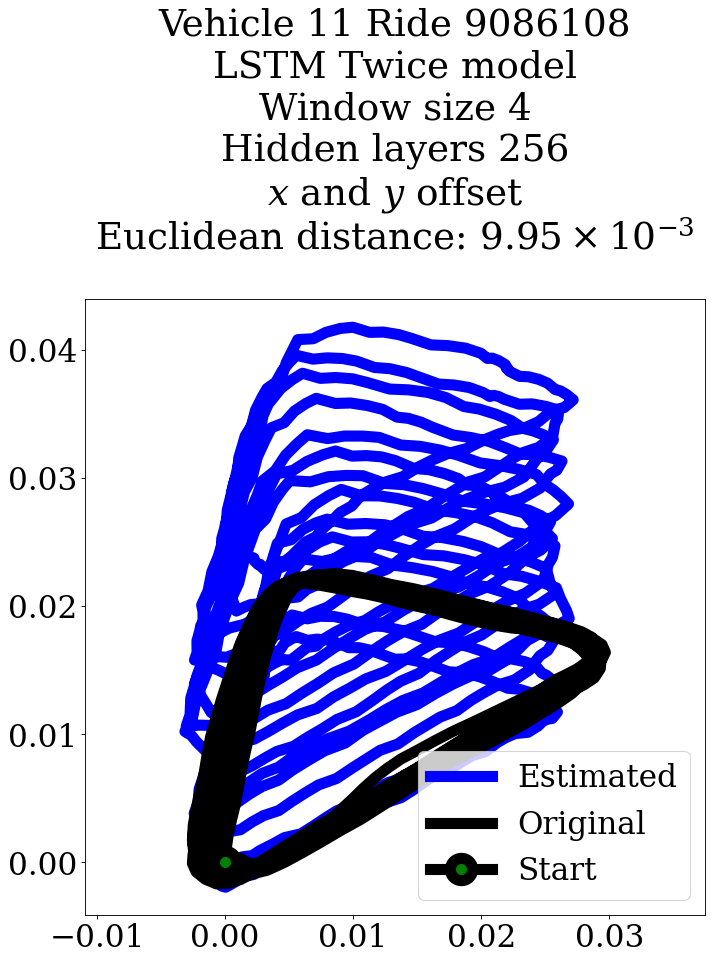 Vehicle 11 Ride 9086108
LSTM Twice model
Window size 4
Hidden layers 256
x and y offset
Euclidean distance: 9.95 × 10⁻³
0.04
0.03
0.02
0.01
0.00
Estimated
Original
Start
−0.01 0.00 0.01 0.02 0.03